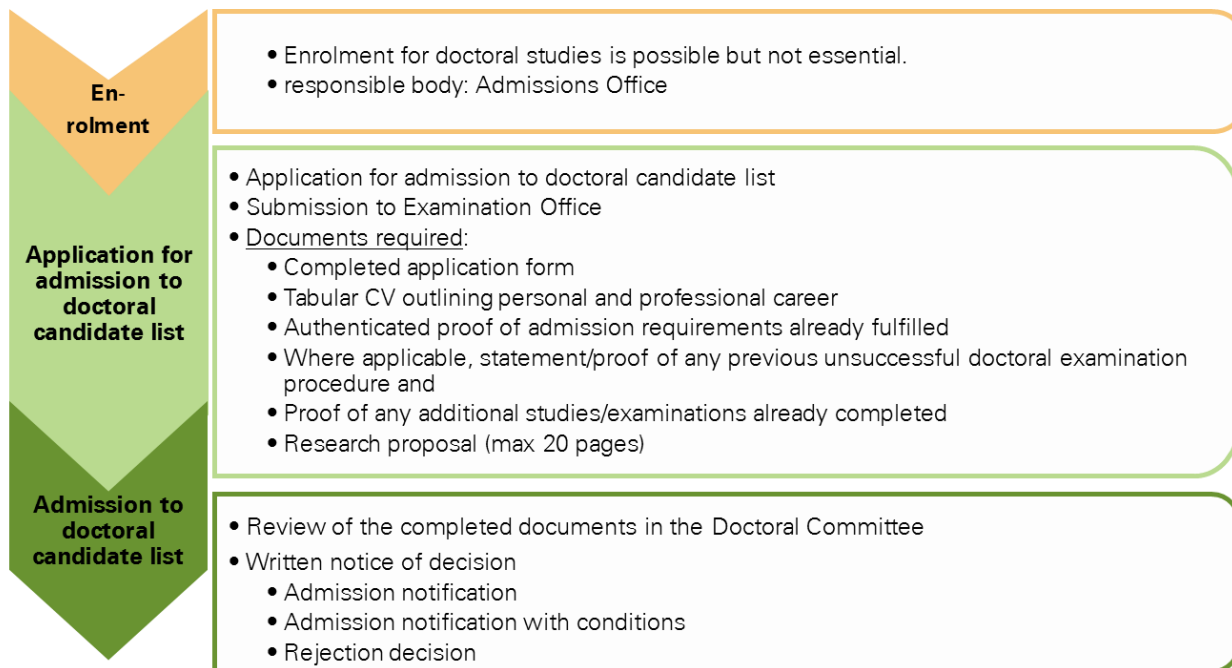 En-
rolment
• Enrolment for doctoral studies is possible but not essential.
• responsible body: Admissions Office
Application for
admission to
doctoral
candidate list
• Application for admission to doctoral candidate list
• Submission to Examination Office
• Documents required:
• Completed application form
• Tabular CV outlining personal and professional career
• Authenticated proof of admission requirements already fulfilled
• Where applicable, statement/proof of any previous unsuccessful doctoral examination
procedure and
• Proof of any additional studies/examinations already completed
• Research proposal (max 20 pages)
Admission to
doctoral
candidate list
• Review of the completed documents in the Doctoral Committee
• Written notice of decision
• Admission notification
• Admission notification with conditions
• Rejection decision